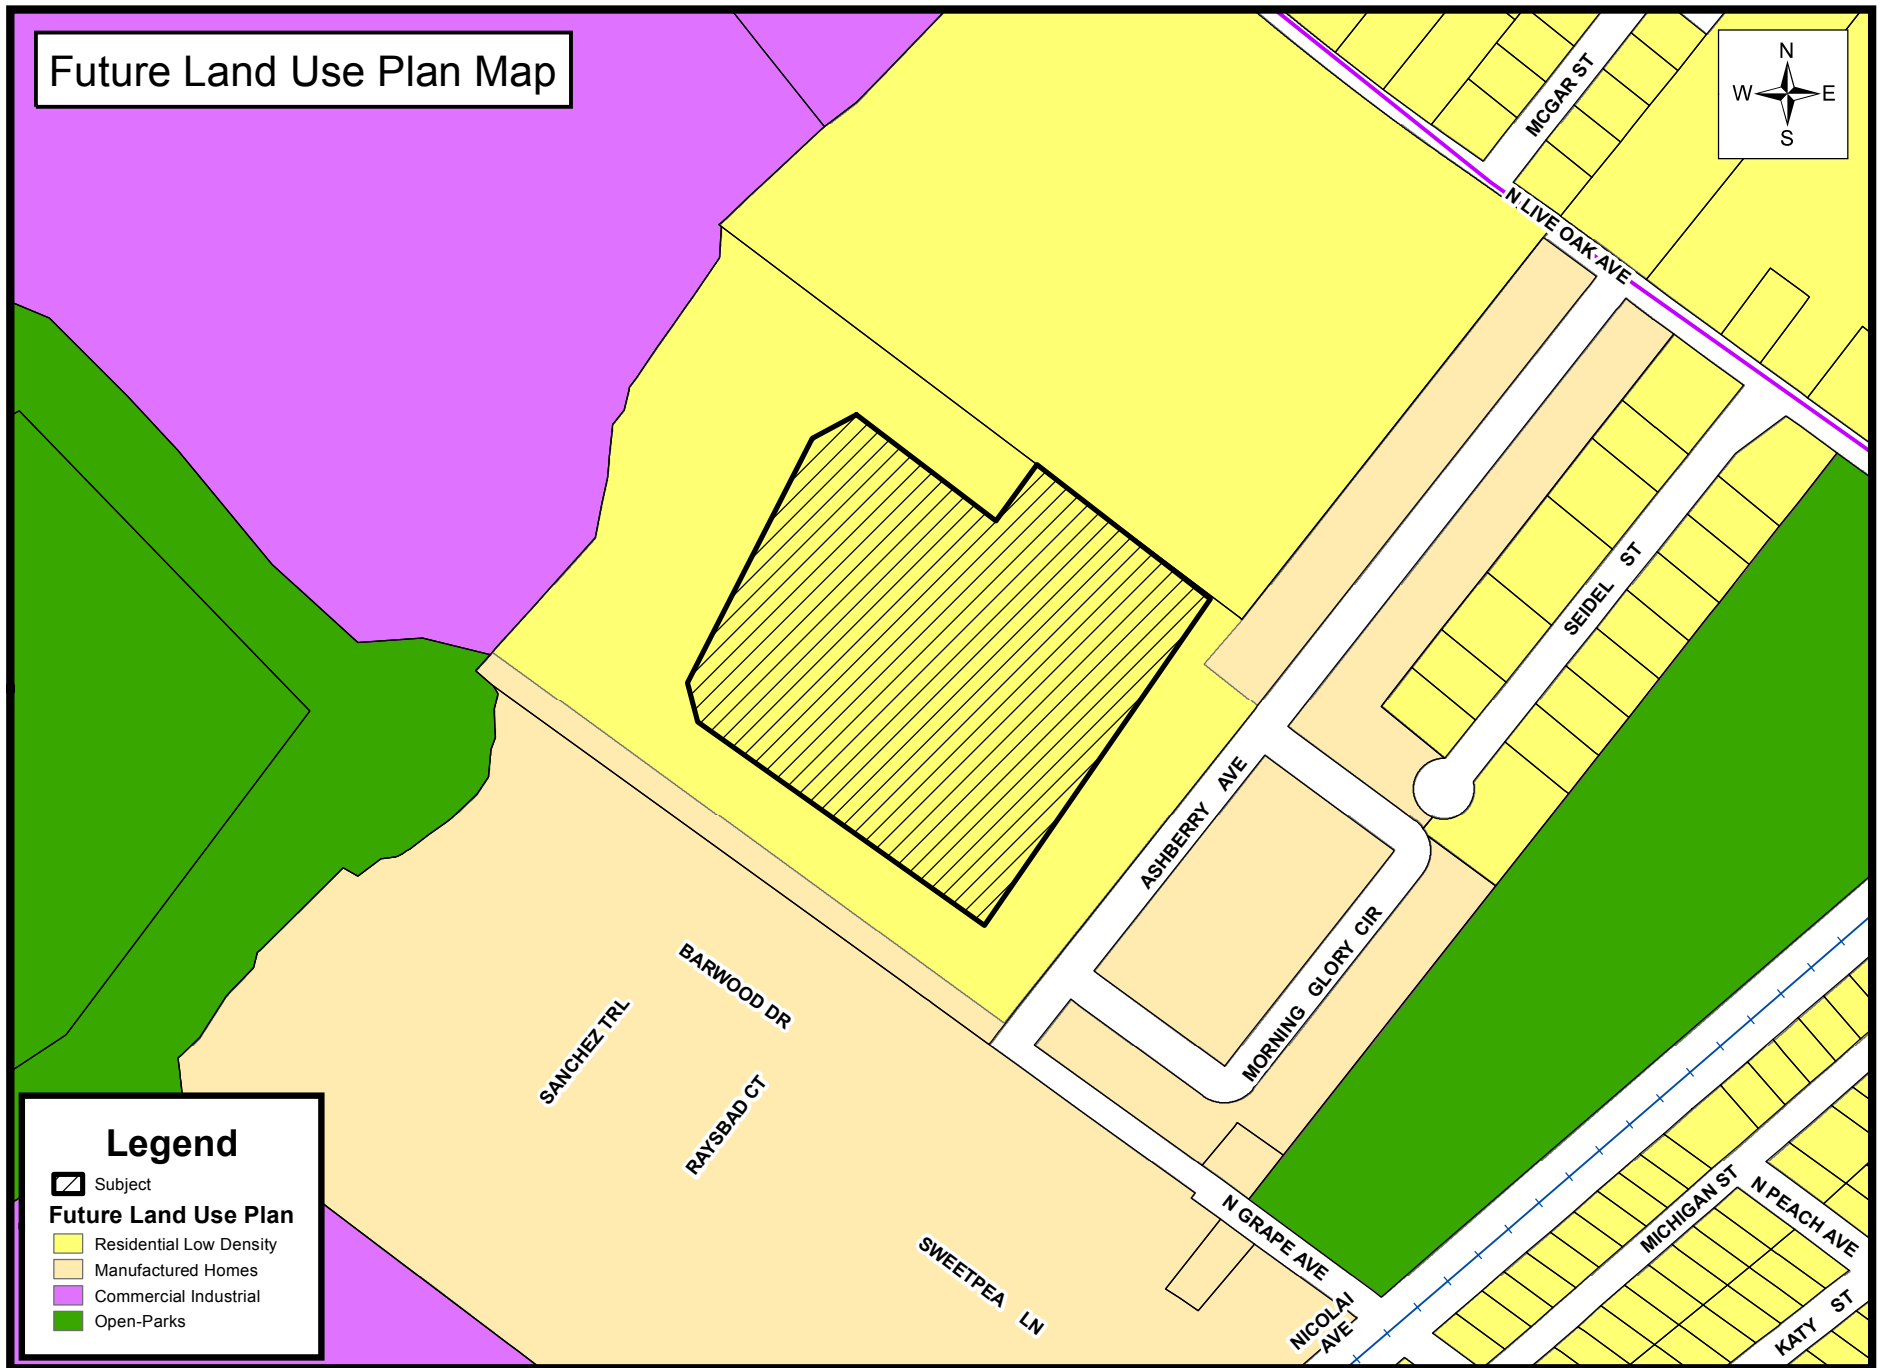 Future Land Use Plan Map
N
W E
S
MCGAR ST
N LIVE OAK AVE
SEIDEL ST
ASHBERRY AVE
MORNING GLORY CIR
BARWOOD DR
SANCHEZ TRL
RAYSBAD CT
SWEETPEA LN
N GRAPE AVE
NICOLAI
AVE
MICHIGAN ST
N PEACH AVE
KATY ST
Legend
Subject
Future Land Use Plan
Residential Low Density
Manufactured Homes
Commercial Industrial
Open-Parks